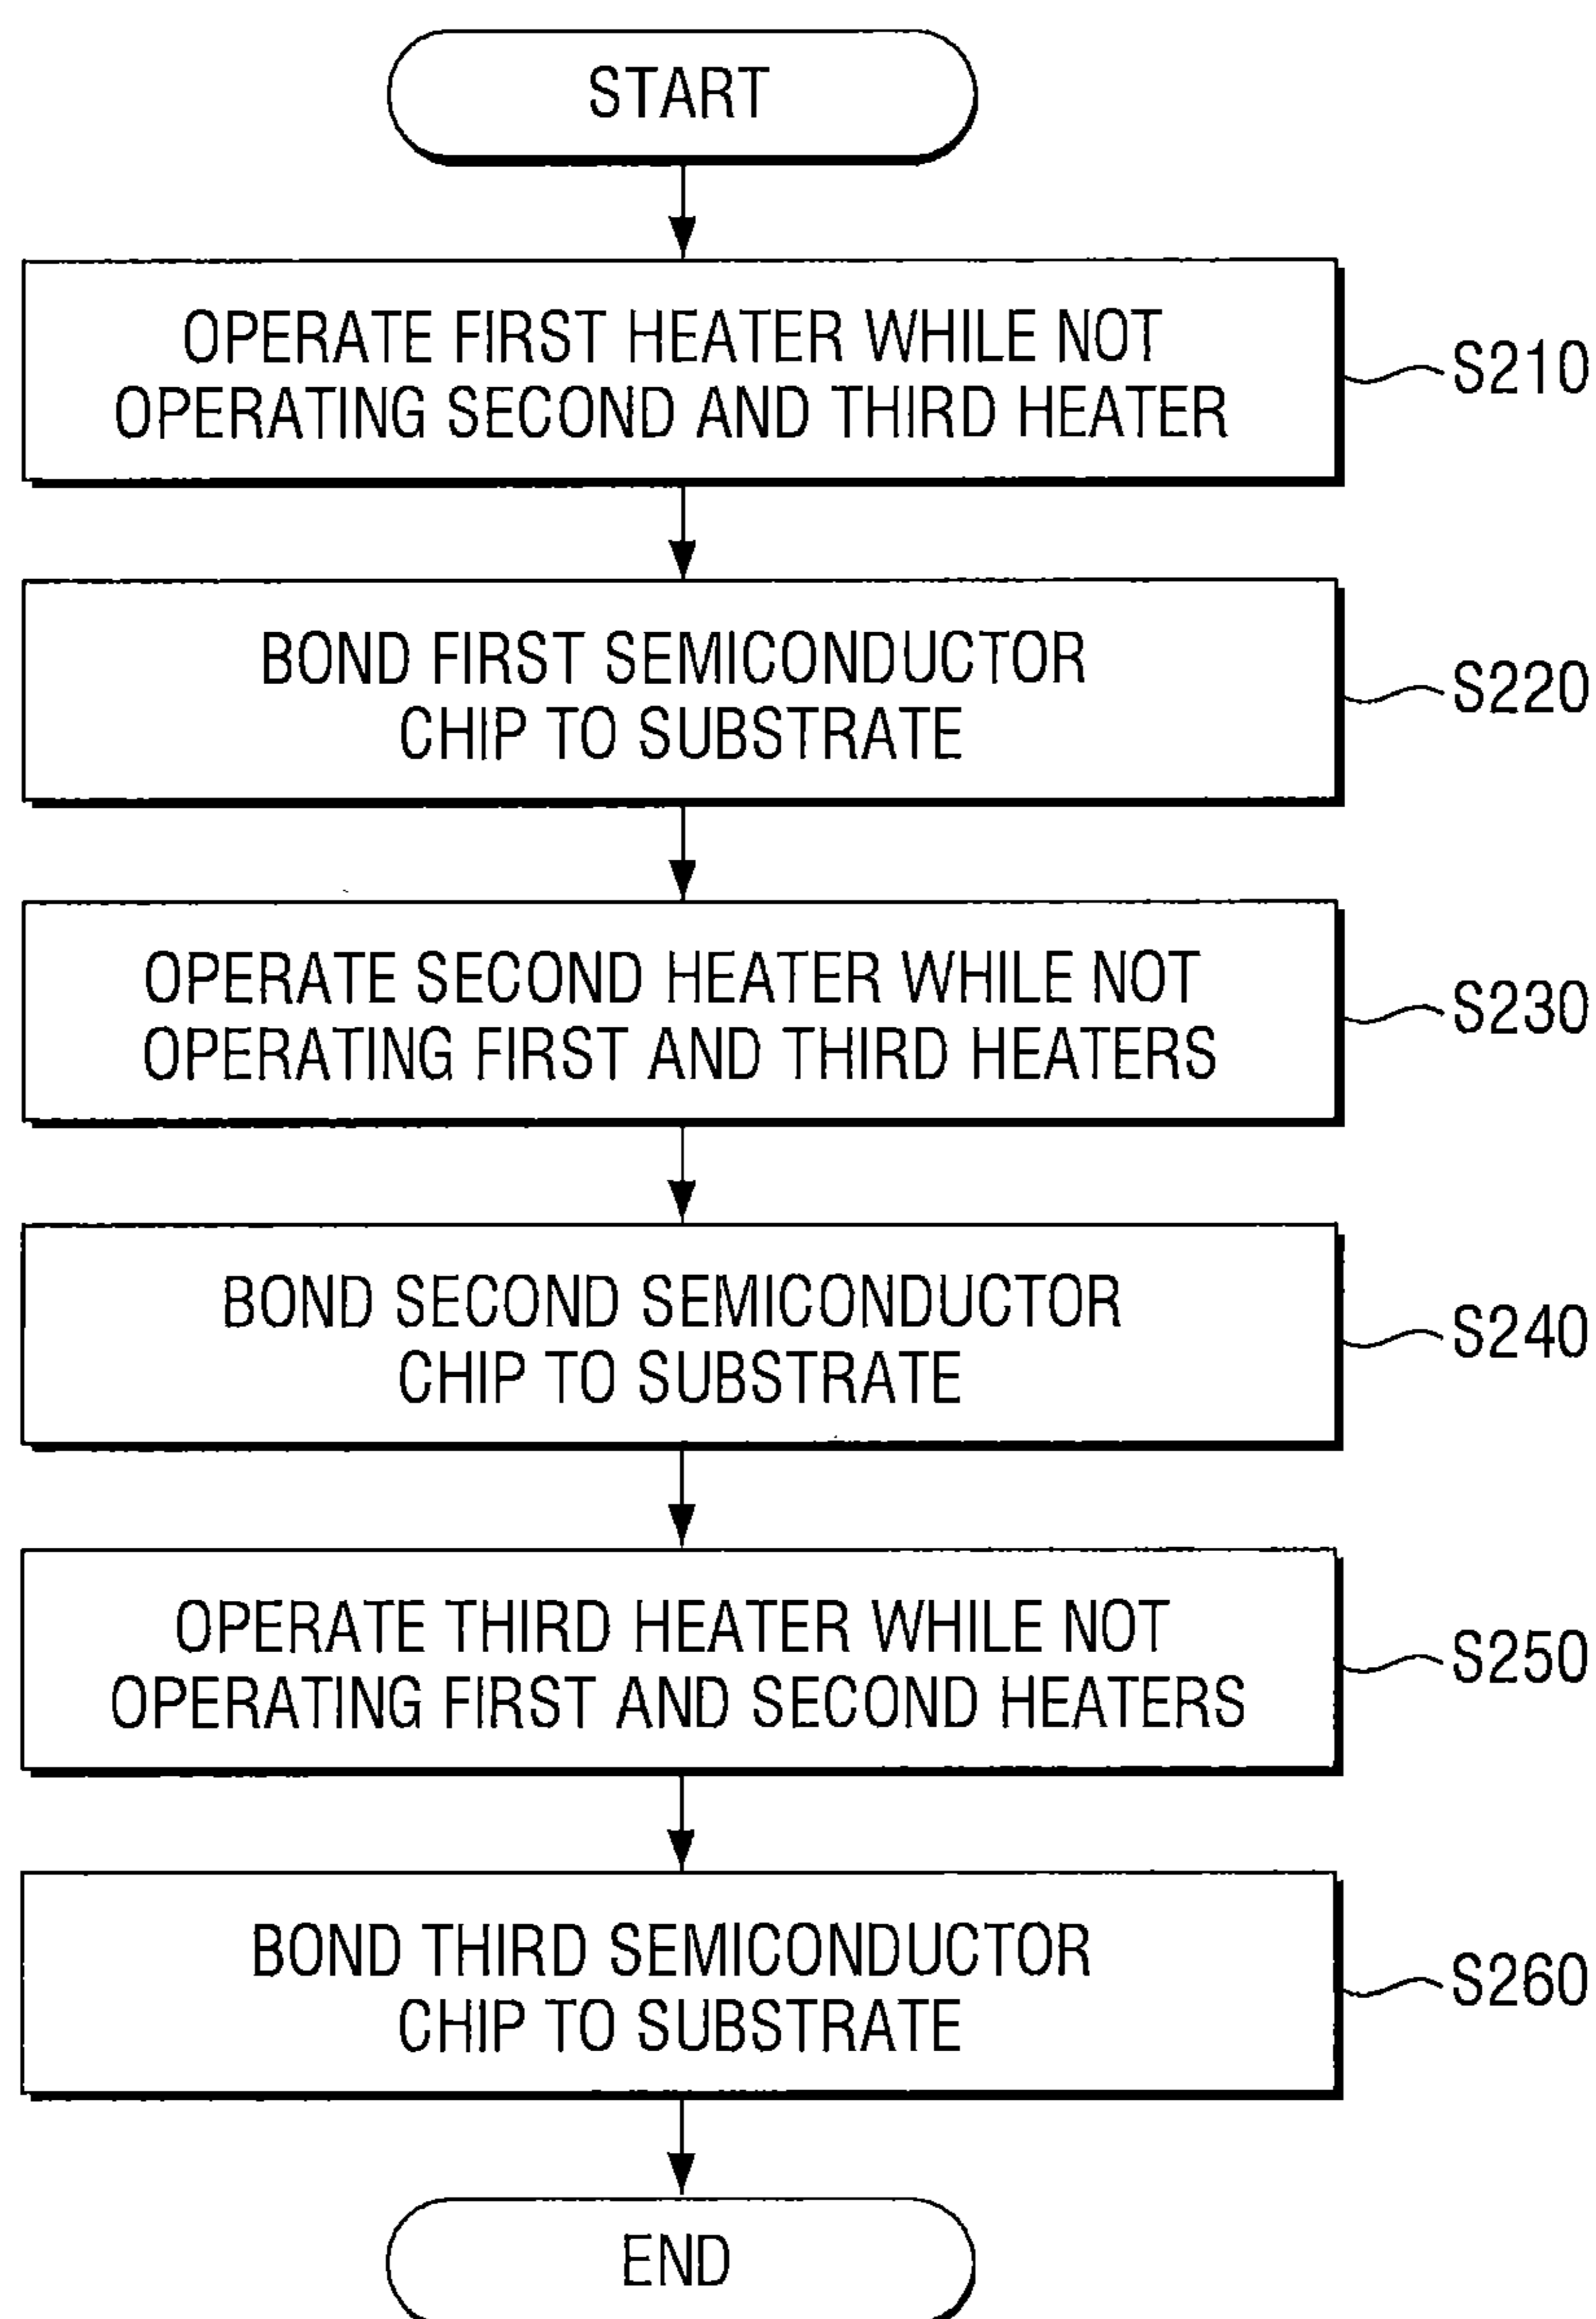 START
OPERATE FIRST HEATER WHILE NOT
OPERATING SECOND AND THIRD HEATER
S210
BOND FIRST SEMICONDUCTOR
CHIP TO SUBSTRATE
S220
OPERATE SECOND HEATER WHILE NOT
OPERATING FIRST AND THIRD HEATERS
S230
BOND SECOND SEMICONDUCTOR
CHIP TO SUBSTRATE
S240
OPERATE THIRD HEATER WHILE NOT
OPERATING FIRST AND SECOND HEATERS
S250
BOND THIRD SEMICONDUCTOR
CHIP TO SUBSTRATE
S260
END